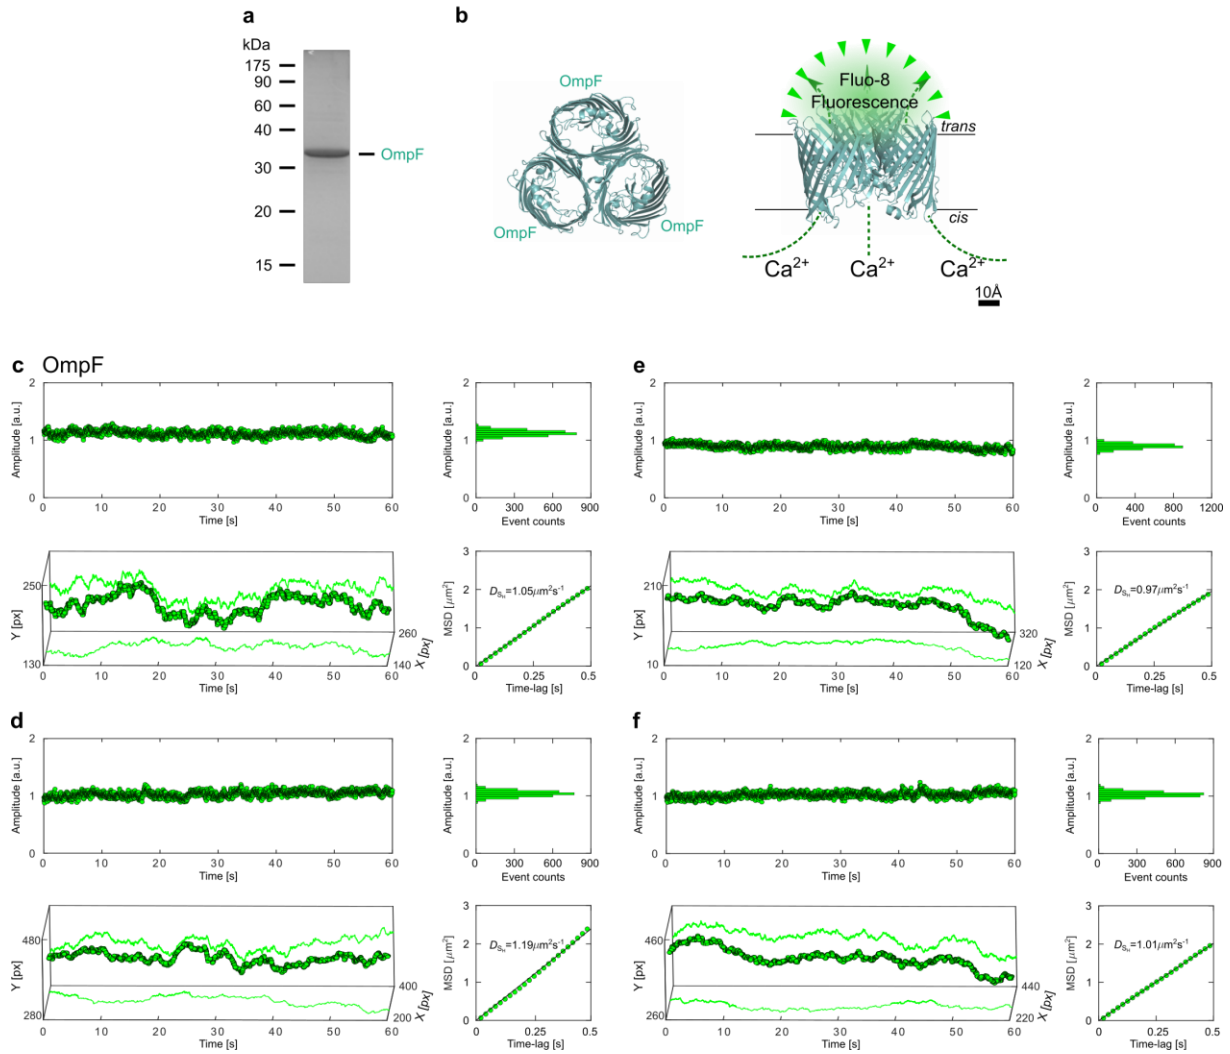 a
kDa
175
90
60
40
30
20
15
OmpF
b
OmpF
OmpF
OmpF
Fluo-8
Fluorescence
trans
cis
Ca2+ Ca2+ Ca2+
10Å
c OmpF
Amplitude [a.u.]
2
1
0
0 10 20 30 40 50 60
Time [s]
Amplitude [a.u.]
2
1
0
0 300 600 900
Event counts
Y [px]
250
130
260
140
X [px]
0 10 20 30 40 50 60
Time [s]
MSD [μm2]
3
2
1
0
DSN=1.05μm2s-1
0 0.25 0.5
Time-lag [s]
e
Amplitude [a.u.]
2
1
0
0 10 20 30 40 50 60
Time [s]
Amplitude [a.u.]
2
1
0
0 400 800 1200
Event counts
Y [px]
210
10
320
120
X [px]
0 10 20 30 40 50 60
Time [s]
MSD [μm2]
3
2
1
0
DSN=0.97μm2s-1
0 0.25 0.5
Time-lag [s]
d
Amplitude [a.u.]
2
1
0
0 10 20 30 40 50 60
Time [s]
Amplitude [a.u.]
2
1
0
0 300 600 900
Event counts
Y [px]
480
280
400
200
X [px]
0 10 20 30 40 50 60
Time [s]
MSD [μm2]
3
2
1
0
DSN=1.19μm2s-1
0 0.25 0.5
Time-lag [s]
f
Amplitude [a.u.]
2
1
0
0 10 20 30 40 50 60
Time [s]
Amplitude [a.u.]
2
1
0
0 300 600 900
Event counts
Y [px]
460
260
440
220
X [px]
0 10 20 30 40 50 60
Time [s]
MSD [μm2]
3
2
1
0
DSN=1.01μm2s-1
0 0.25 0.5
Time-lag [s]